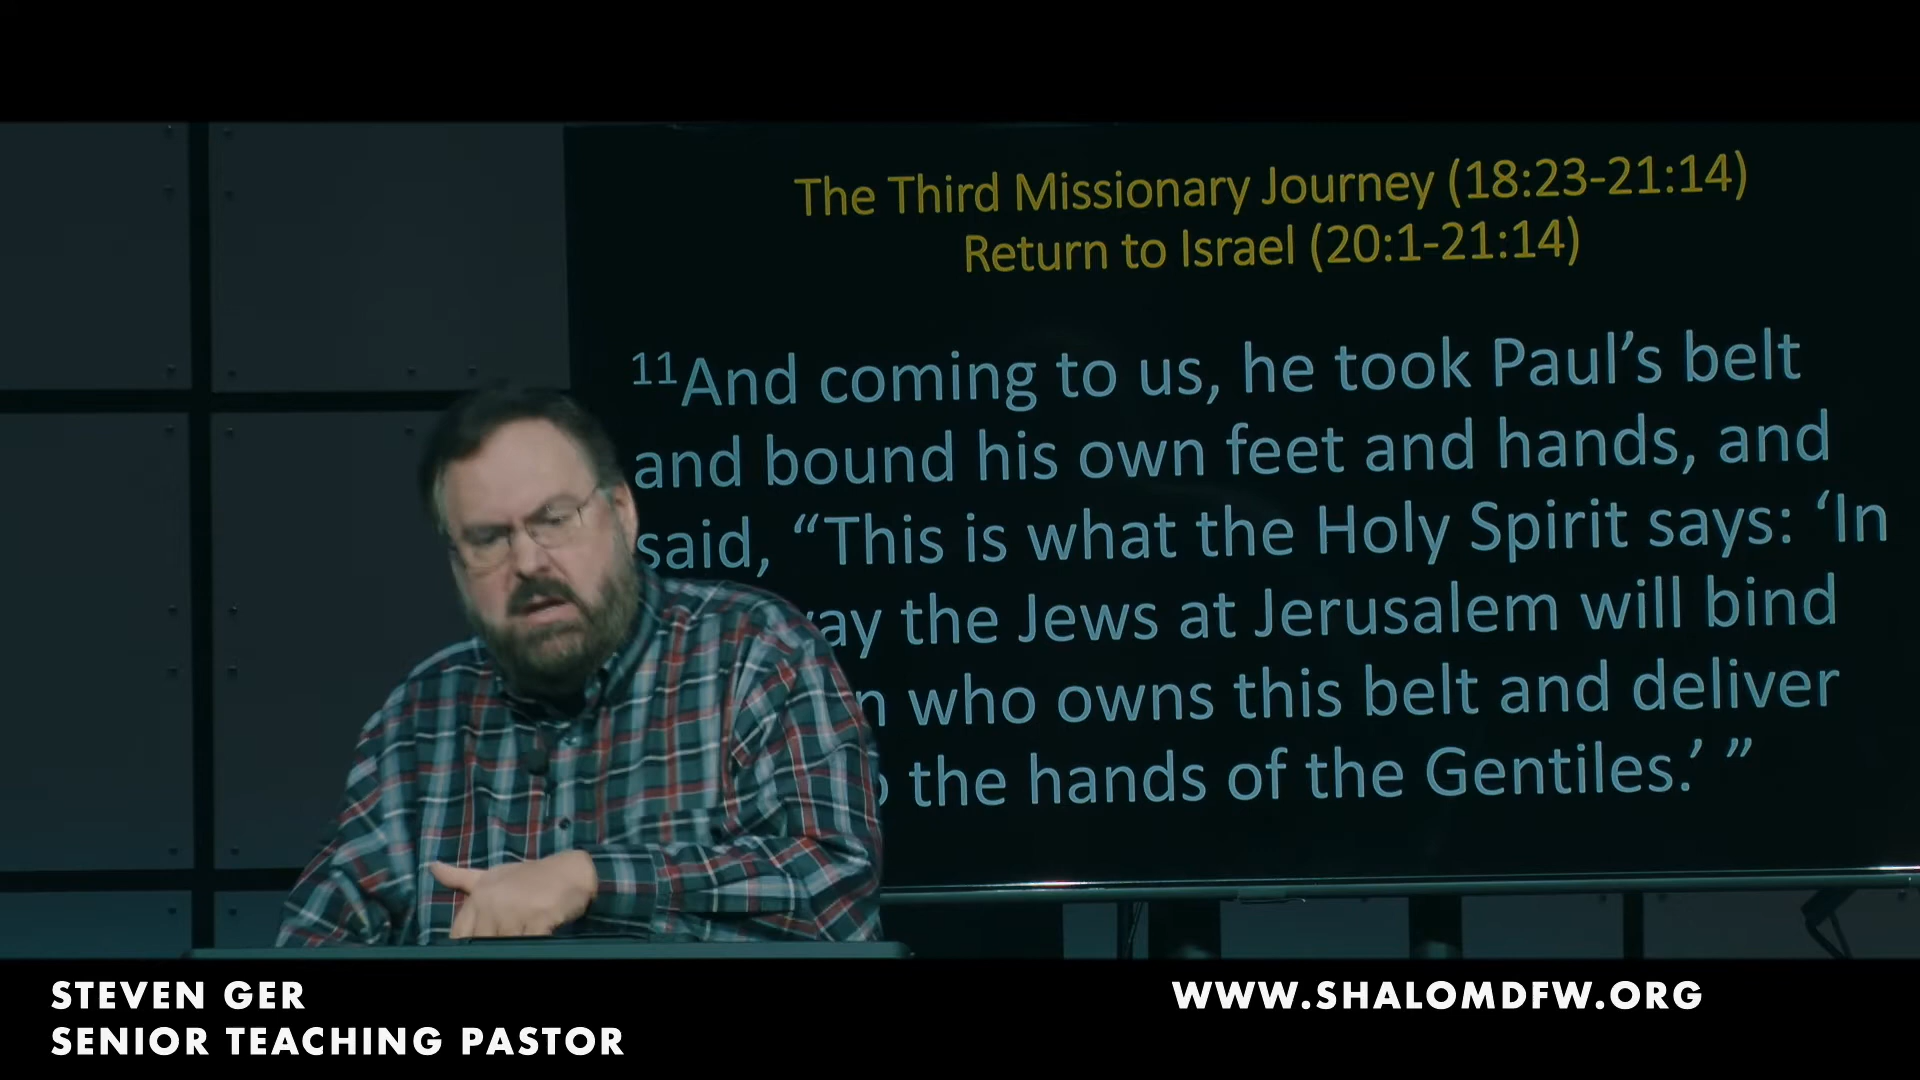 The Third Missionary Journey (18:23-21:14)
Return to Israel (20:1-21:14)
11And coming to us, he took Paul’s belt
and bound his own feet and hands, and
said, “This is what the Holy Spirit says: ‘In
the Jews at Jerusalem will bind
who owns this belt and deliver
the hands of the Gentiles.’ ”
STEVEN GER
SENIOR TEACHING PASTOR
WWW.SHALOMDFW.ORG